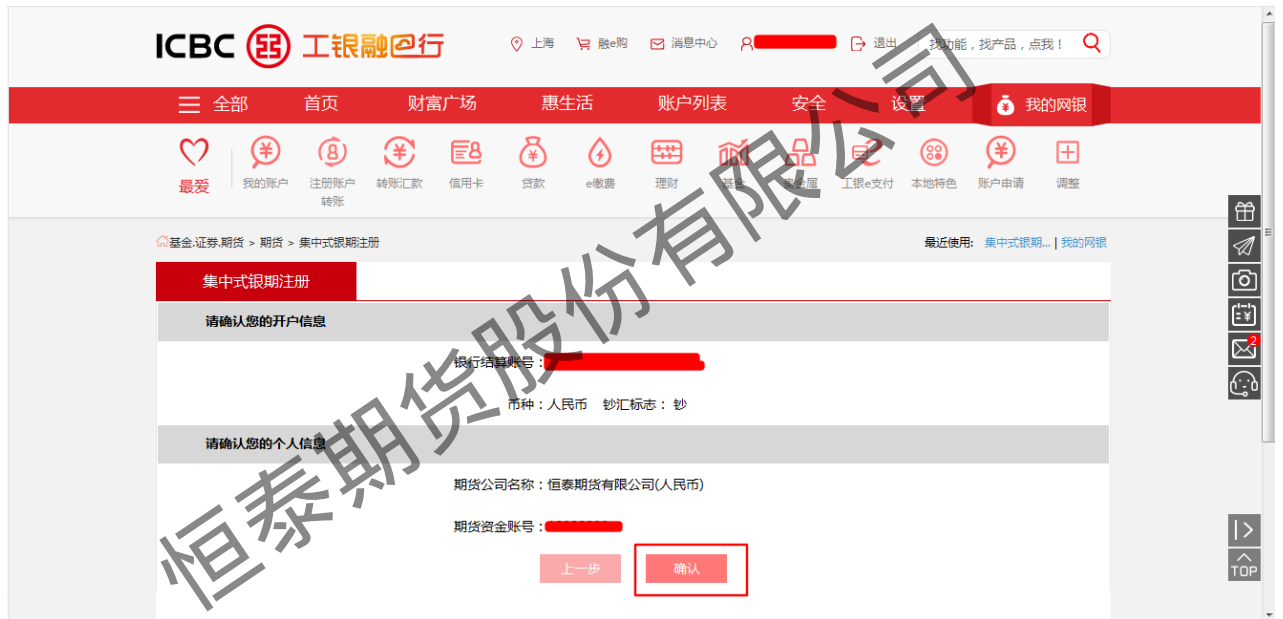 ICBC 工银融e行
上海 融e购 消息中心 退出 找功能，找产品，点我！
全部 首页 财富广场 惠生活 账户列表 安全 设置 我的网银
最爱 我的账户 注册账户转账 转账汇款 信用卡 贷款 e缴费 理财 基金 贵金属 工银e支付 本地特色 账户申请 调整
基金.证券.期货 > 期货 > 集中式银期注册 最近使用: 集中式银期... | 我的网银
2
集中式银期注册
请确认您的开户信息
银行结算账号：
币种：人民币 钞汇标志： 钞
请确认您的个人信息
期货公司名称：恒泰期货有限公司(人民币)
期货资金账号：
上一步 确认
TOP
恒泰期货股份有限公司